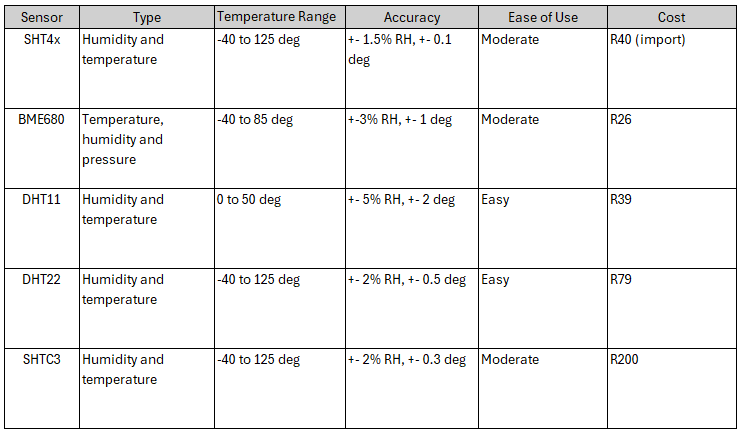 Sensor Type Temperature Range Accuracy Ease of Use Cost
SHT4x Humidity and -40 to 125 deg +- 1.5% RH, +- 0.1 Moderate R40 (import)
temperature deg
BME680 Temperature, -40 to 85 deg +-3% RH, +- 1 deg Moderate R26
humidity and
pressure
DHT11 Humidity and 0 to 50 deg +- 5% RH, +- 2 deg Easy R39
temperature
DHT22 Humidity and -40 to 125 deg +- 2% RH, +- 0.5 deg Easy R79
temperature
SHTC3 Humidity and -40 to 125 deg +- 2% RH, +- 0.3 deg Moderate R200
temperature